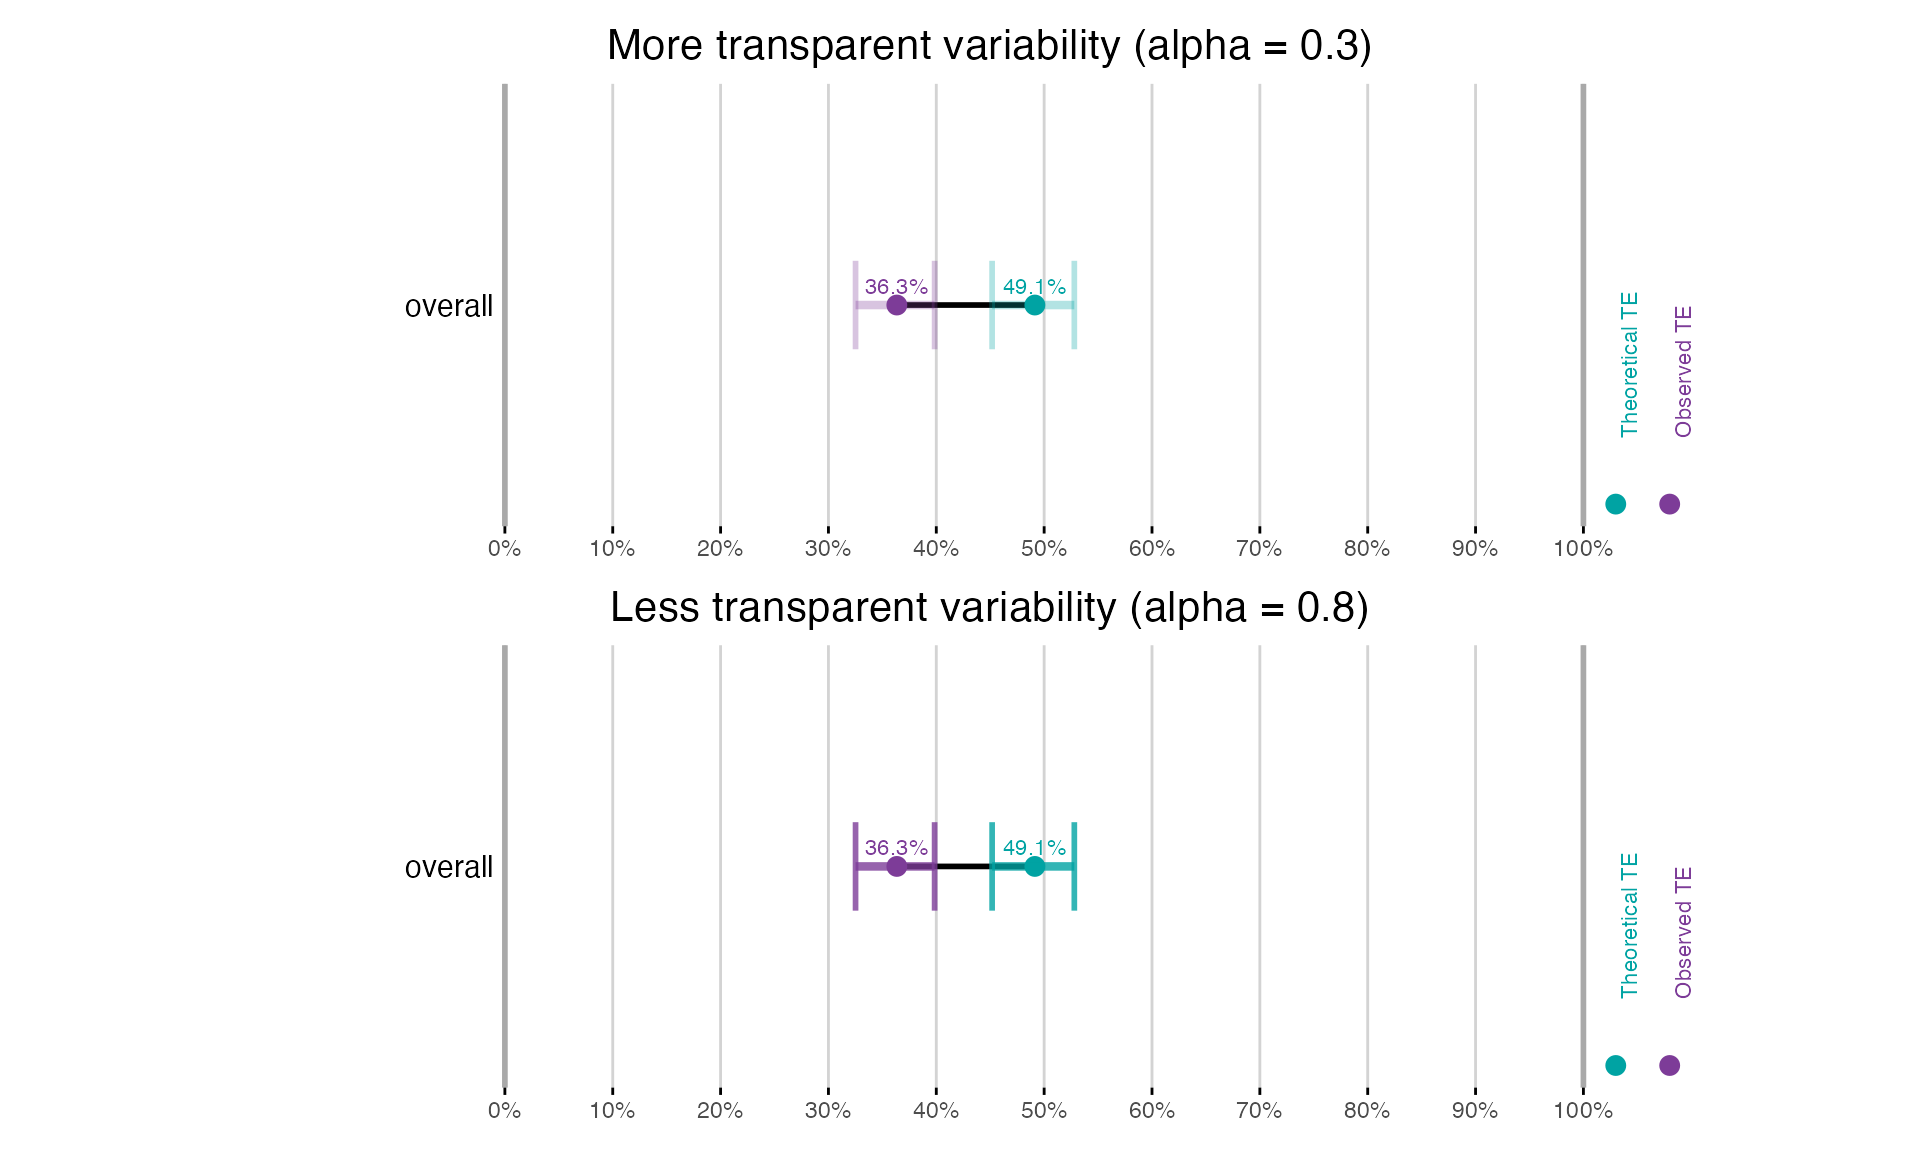 More transparent variability (alpha = 0.3)
36.3% 49.1%
overall
Theoretical TE
Observed TE
0% 10% 20% 30% 40% 50% 60% 70% 80% 90% 100%
Less transparent variability (alpha = 0.8)
36.3% 49.1%
overall
Theoretical TE
Observed TE
0% 10% 20% 30% 40% 50% 60% 70% 80% 90% 100%